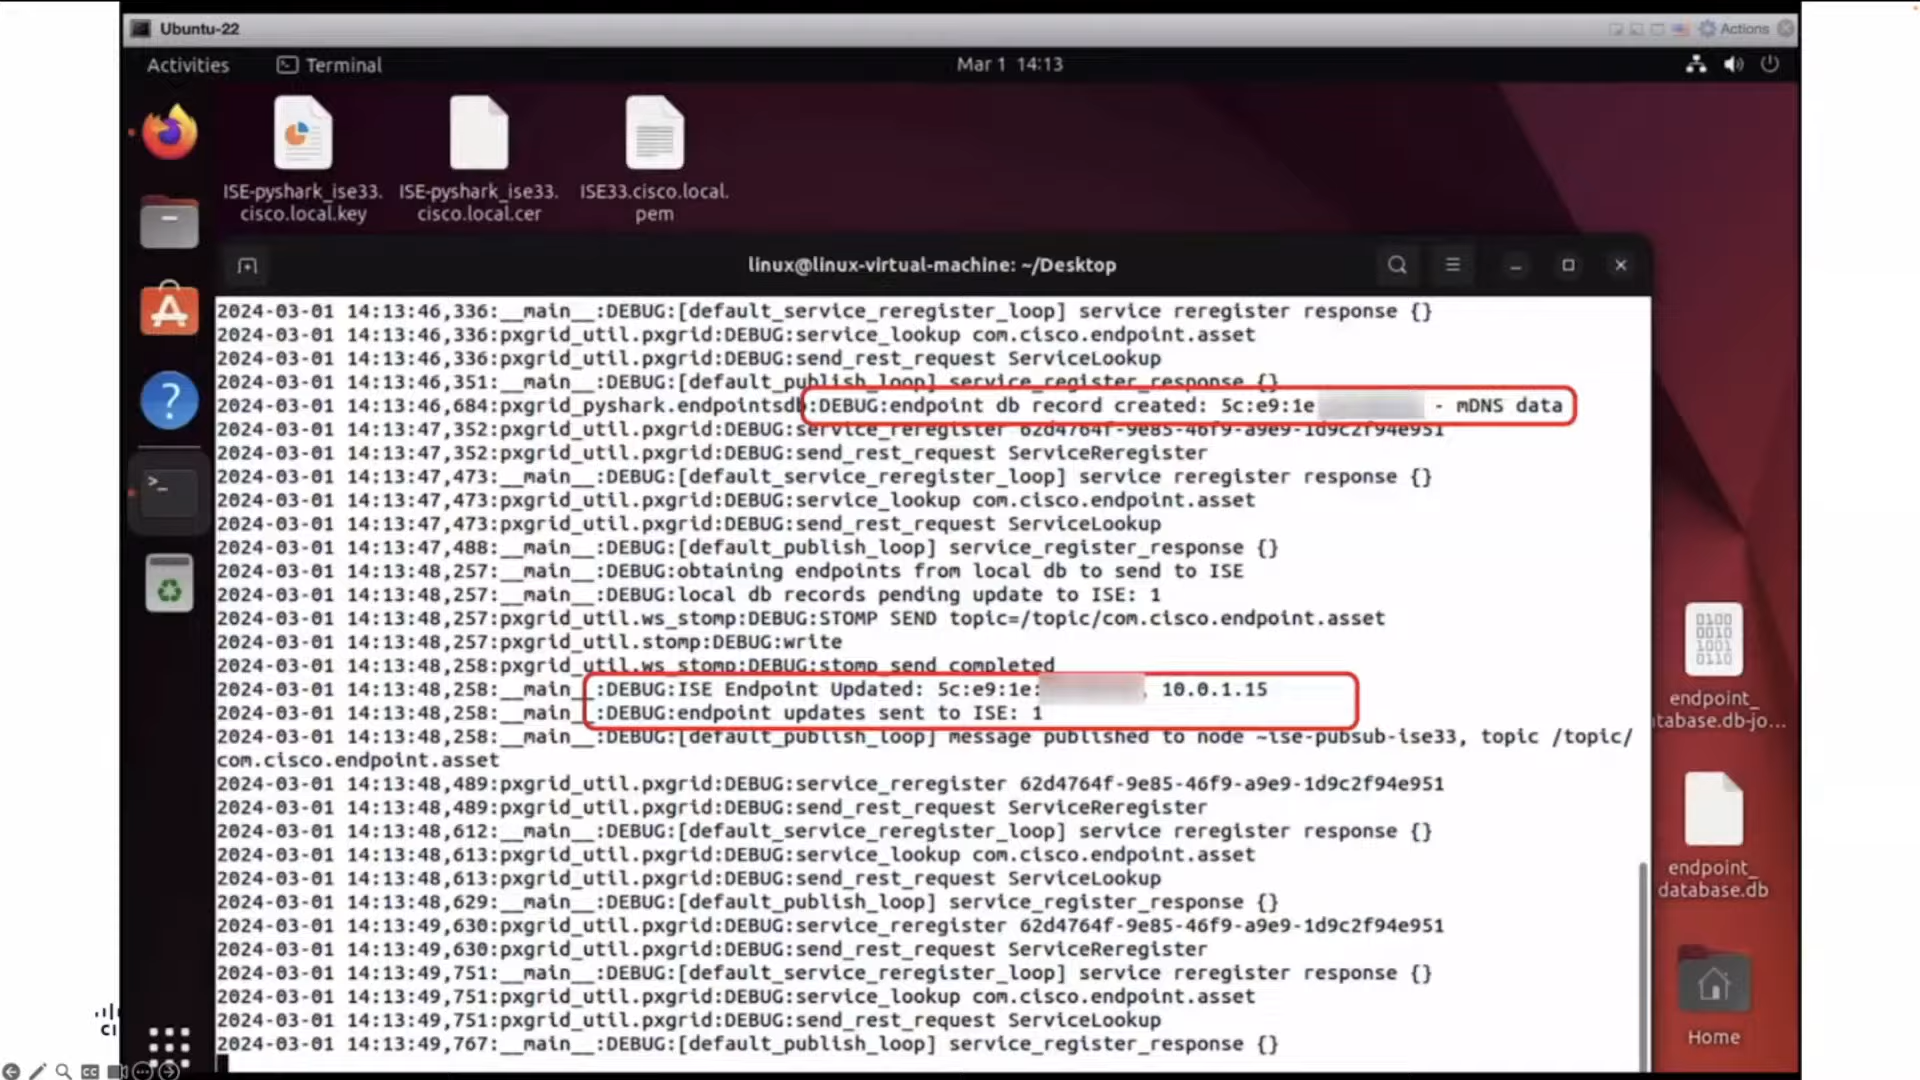 Ubuntu-22
Actions
Activities
Terminal
Mar 1 14:13
ISE-pyshark_ise33.
cisco.local.key
ISE-pyshark_ise33.
cisco.local.cer
ISE33.cisco.local.
pem
linux@linux-virtual-machine: ~/Desktop
2024-03-01 14:13:46,336:__main__:DEBUG:[default_service_reregister_loop] service reregister response {}
2024-03-01 14:13:46,336:pxgrid_util.pxgrid:DEBUG:service_lookup com.cisco.endpoint.asset
2024-03-01 14:13:46,336:pxgrid_util.pxgrid:DEBUG:send_rest_request ServiceLookup
2024-03-01 14:13:46,351:__main__:DEBUG:[default_publish_loop] service_register_response {}
2024-03-01 14:13:46,684:pxgrid_pyshark.endpointsdb:DEBUG:endpoint db record created: 5c:e9:1e - mDNS data
2024-03-01 14:13:47,352:pxgrid_util.pxgrid:DEBUG:service_reregister 62d4764f-9e85-46f9-a9e9-1d9c2f94e951
2024-03-01 14:13:47,352:pxgrid_util.pxgrid:DEBUG:send_rest_request ServiceReregister
2024-03-01 14:13:47,473:__main__:DEBUG:[default_service_reregister_loop] service reregister response {}
2024-03-01 14:13:47,473:pxgrid_util.pxgrid:DEBUG:service_lookup com.cisco.endpoint.asset
2024-03-01 14:13:47,473:pxgrid_util.pxgrid:DEBUG:send_rest_request ServiceLookup
2024-03-01 14:13:47,488:__main__:DEBUG:[default_publish_loop] service_register_response {}
2024-03-01 14:13:48,257:__main__:DEBUG:obtaining endpoints from local db to send to ISE
2024-03-01 14:13:48,257:__main__:DEBUG:local db records pending update to ISE: 1
2024-03-01 14:13:48,257:pxgrid_util.ws_stomp:DEBUG:STOMP SEND topic=/topic/com.cisco.endpoint.asset
2024-03-01 14:13:48,257:pxgrid_util.stomp:DEBUG:write
2024-03-01 14:13:48,258:pxgrid_util.ws_stomp:DEBUG:stomp send completed
2024-03-01 14:13:48,258:__main__:DEBUG:ISE Endpoint Updated: 5c:e9:1e: , 10.0.1.15
2024-03-01 14:13:48,258:__main__:DEBUG:endpoint updates sent to ISE: 1
2024-03-01 14:13:48,258:__main__:DEBUG:[default_publish_loop] message published to node ~ise-pubsub-ise33, topic /topic/
com.cisco.endpoint.asset
2024-03-01 14:13:48,489:pxgrid_util.pxgrid:DEBUG:service_reregister 62d4764f-9e85-46f9-a9e9-1d9c2f94e951
2024-03-01 14:13:48,489:pxgrid_util.pxgrid:DEBUG:send_rest_request ServiceReregister
2024-03-01 14:13:48,612:__main__:DEBUG:[default_service_reregister_loop] service reregister response {}
2024-03-01 14:13:48,613:pxgrid_util.pxgrid:DEBUG:service_lookup com.cisco.endpoint.asset
2024-03-01 14:13:48,613:pxgrid_util.pxgrid:DEBUG:send_rest_request ServiceLookup
2024-03-01 14:13:48,629:__main__:DEBUG:[default_publish_loop] service_register_response {}
2024-03-01 14:13:49,630:pxgrid_util.pxgrid:DEBUG:service_reregister 62d4764f-9e85-46f9-a9e9-1d9c2f94e951
2024-03-01 14:13:49,630:pxgrid_util.pxgrid:DEBUG:send_rest_request ServiceReregister
2024-03-01 14:13:49,751:__main__:DEBUG:[default_service_reregister_loop] service reregister response {}
2024-03-01 14:13:49,751:pxgrid_util.pxgrid:DEBUG:service_lookup com.cisco.endpoint.asset
2024-03-01 14:13:49,751:pxgrid_util.pxgrid:DEBUG:send_rest_request ServiceLookup
2024-03-01 14:13:49,767:__main__:DEBUG:[default_publish_loop] service_register_response {}
endpoint_
tabase.db-jo...
endpoint_
database.db
Home